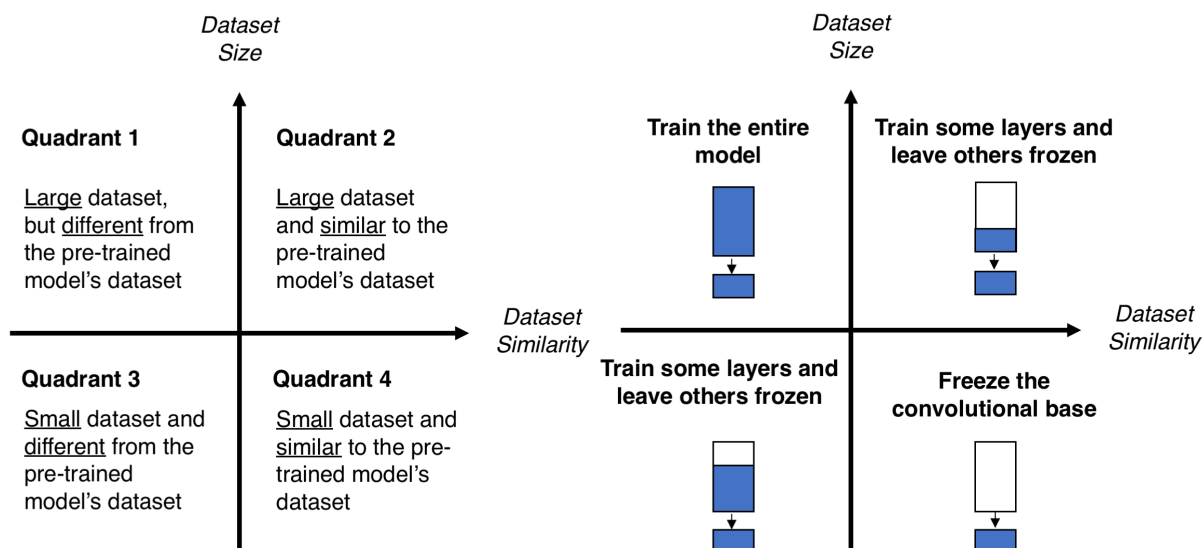 Dataset
Size
Quadrant 1
Large dataset,
but different from
the pre-trained
model’s dataset
Quadrant 2
Large dataset
and similar to the
pre-trained
model’s dataset
Dataset
Similarity
Quadrant 3
Small dataset and
different from the
pre-trained
model’s dataset
Quadrant 4
Small dataset and
similar to the pre-
trained model’s
dataset
Dataset
Size
Train the entire
model
Train some layers and
leave others frozen
Dataset
Similarity
Train some layers and
leave others frozen
Freeze the
convolutional base